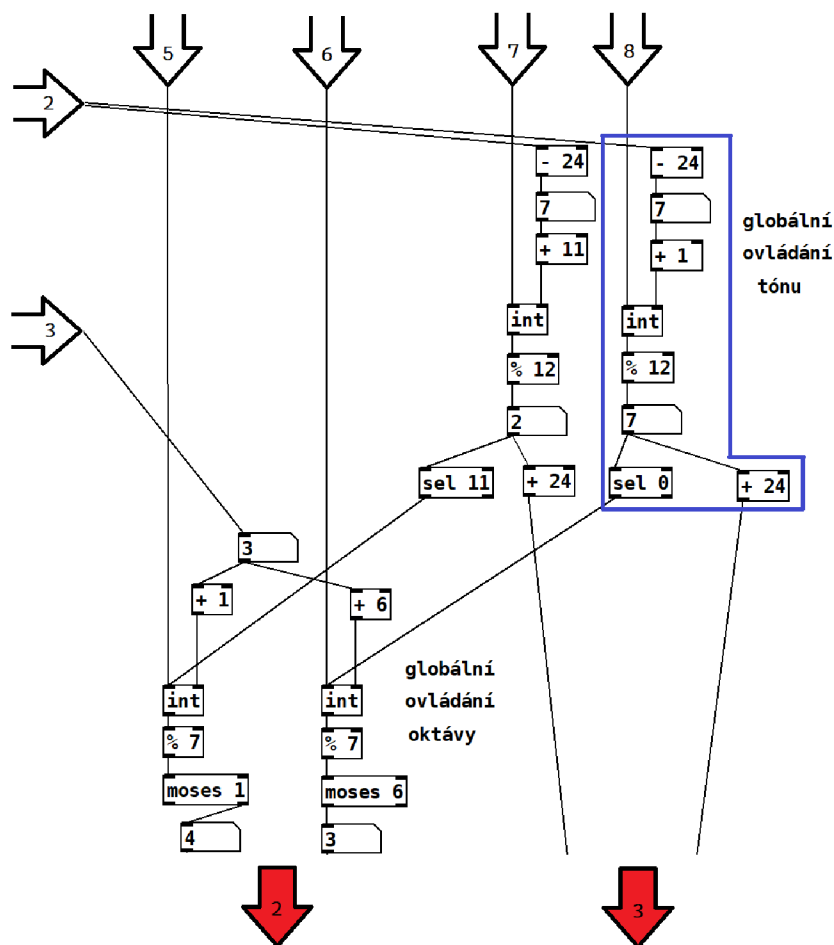 5
6
7
8
2
- 24
- 24
7
7
globální
ovládání
tónu
+ 11
+ 1
3
int
int
% 12
% 12
2
7
sel 11
+ 24
sel 0
+ 24
3
+ 1
+ 6
globální
ovládání
oktávy
int
int
% 7
% 7
moses 1
moses 6
4
3
2
3